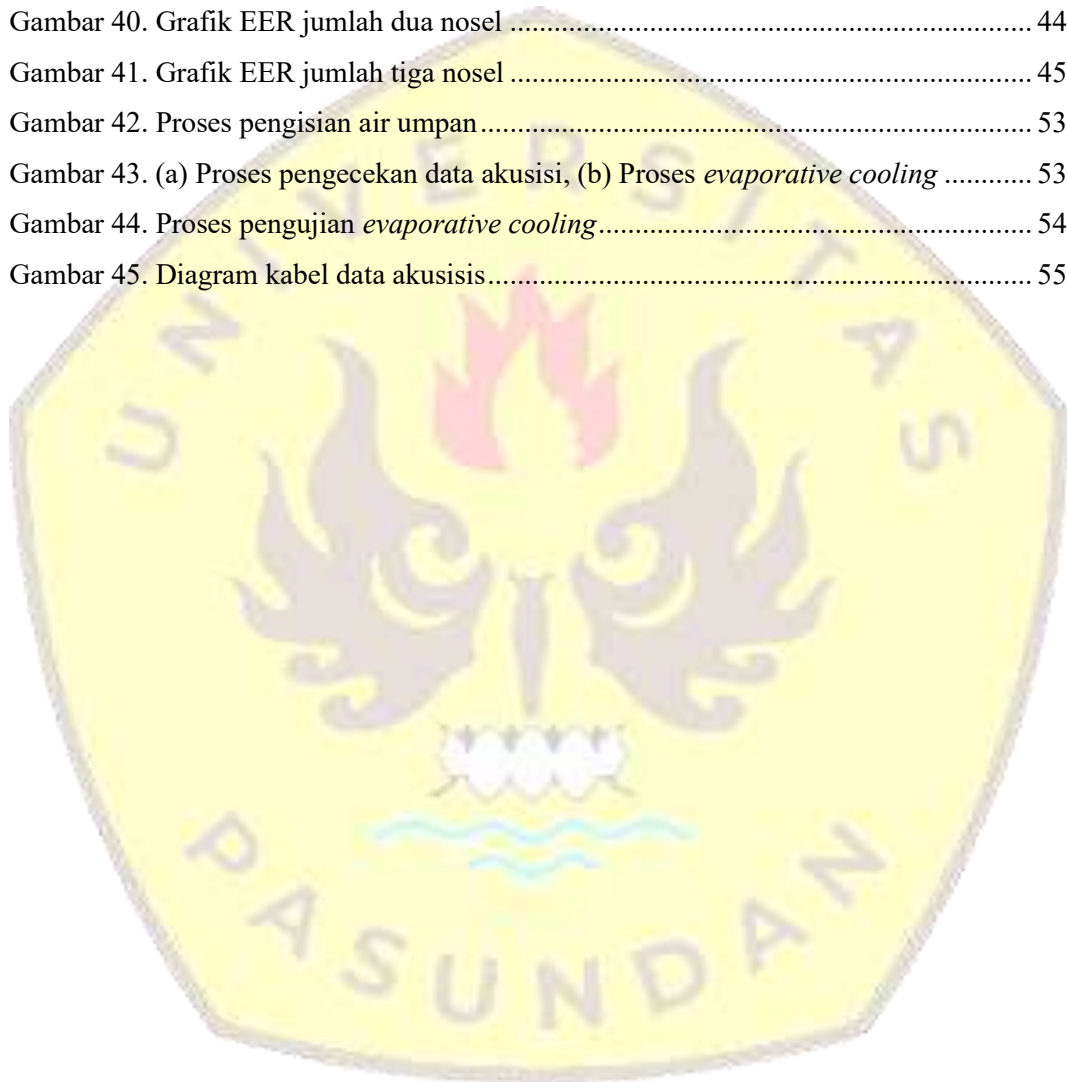 Gambar 40. Grafik EER jumlah dua nosel ................................................................................ 44
Gambar 41. Grafik EER jumlah tiga nosel ............................................................................... 45
Gambar 42. Proses pengisian air umpan .................................................................................... 53
Gambar 43. (a) Proses pengecekan data akusisi, (b) Proses evaporative cooling ............ 53
Gambar 44. Proses pengujian evaporative cooling .................................................................. 54
Gambar 45. Diagram kabel data akusisis ................................................................................... 55
UNIVERSITAS
PASUNDAN